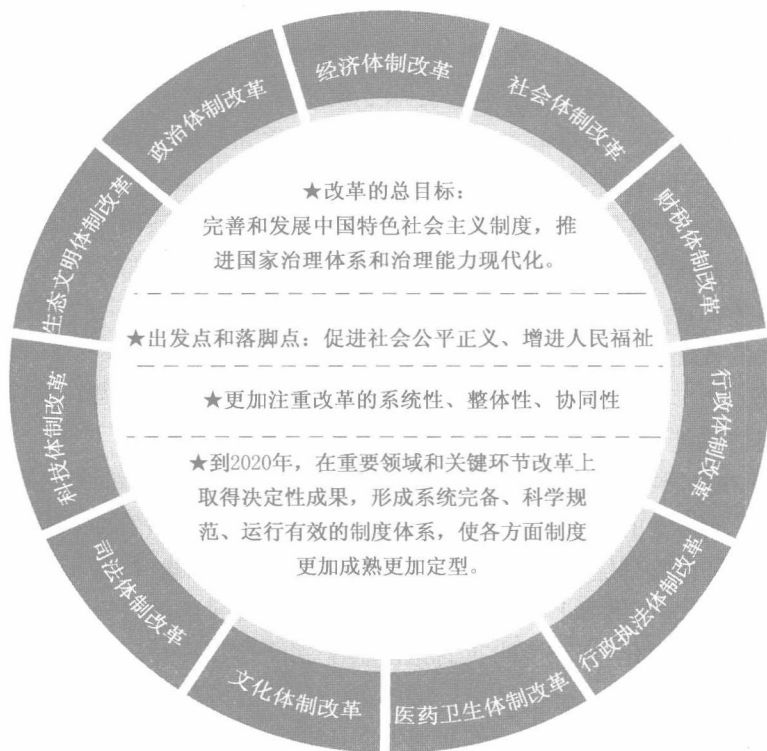 经济体制改革
社会体制改革
财税体制改革
行政体制改革
行政执法体制改革
医药卫生体制改革
文化体制改革
司法体制改革
科技体制改革
生态文明体制改革
政治体制改革
★改革的总目标：
完善和发展中国特色社会主义制度，推
进国家治理体系和治理能力现代化。
★出发点和落脚点：促进社会公平正义、增进人民福祉
★更加注重改革的系统性、整体性、协同性
★到2020年，在重要领域和关键环节改革上
取得决定性成果，形成系统完备、科学规
范、运行有效的制度体系，使各方面制度
更加成熟更加定型。